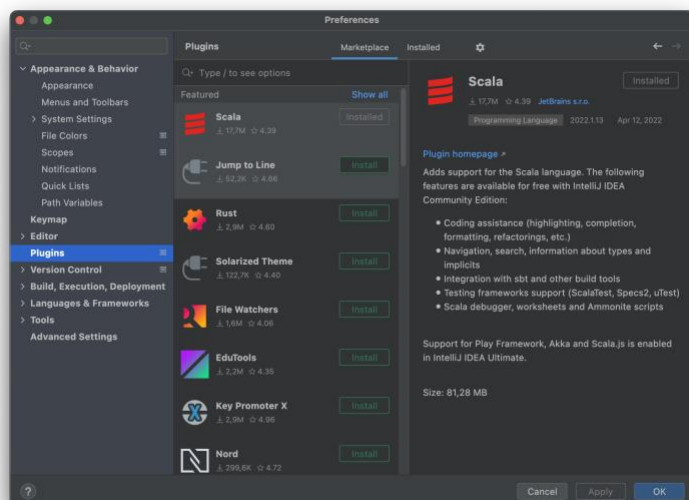 Preferences
Plugins
Marketplace
Installed
Appearance & Behavior
Appearance
Menus and Toolbars
System Settings
File Colors
Scopes
Notifications
Quick Lists
Path Variables
Keymap
Editor
Plugins
Version Control
Build, Execution, Deployment
Languages & Frameworks
Tools
Advanced Settings
Type / to see options
Featured
Show all
Scala
17,7M 4.39
Installed
Jump to Line
52,2K 4.66
Install
Rust
2,9M 4.60
Install
Solarized Theme
122,7K 4.40
Install
File Watchers
1,6M 4.06
Install
EduTools
2,2M 4.35
Install
Key Promoter X
2,9M 4.96
Install
Nord
299,6K 4.72
Install
Scala
Installed
17,7M 4.39 JetBrains s.r.o.
Programming Language 2022.1.13 Apr 12, 2022
Plugin homepage
Adds support for the Scala language. The following
features are available for free with IntelliJ IDEA
Community Edition:
• Coding assistance (highlighting, completion,
formatting, refactorings, etc.)
• Navigation, search, information about types and
implicits
• Integration with sbt and other build tools
• Testing frameworks support (ScalaTest, Specs2, uTest)
• Scala debugger, worksheets and Ammonite scripts
Support for Play Framework, Akka and Scala.js is enabled
in IntelliJ IDEA Ultimate.
Size: 81,28 MB
?
Cancel
Apply
OK